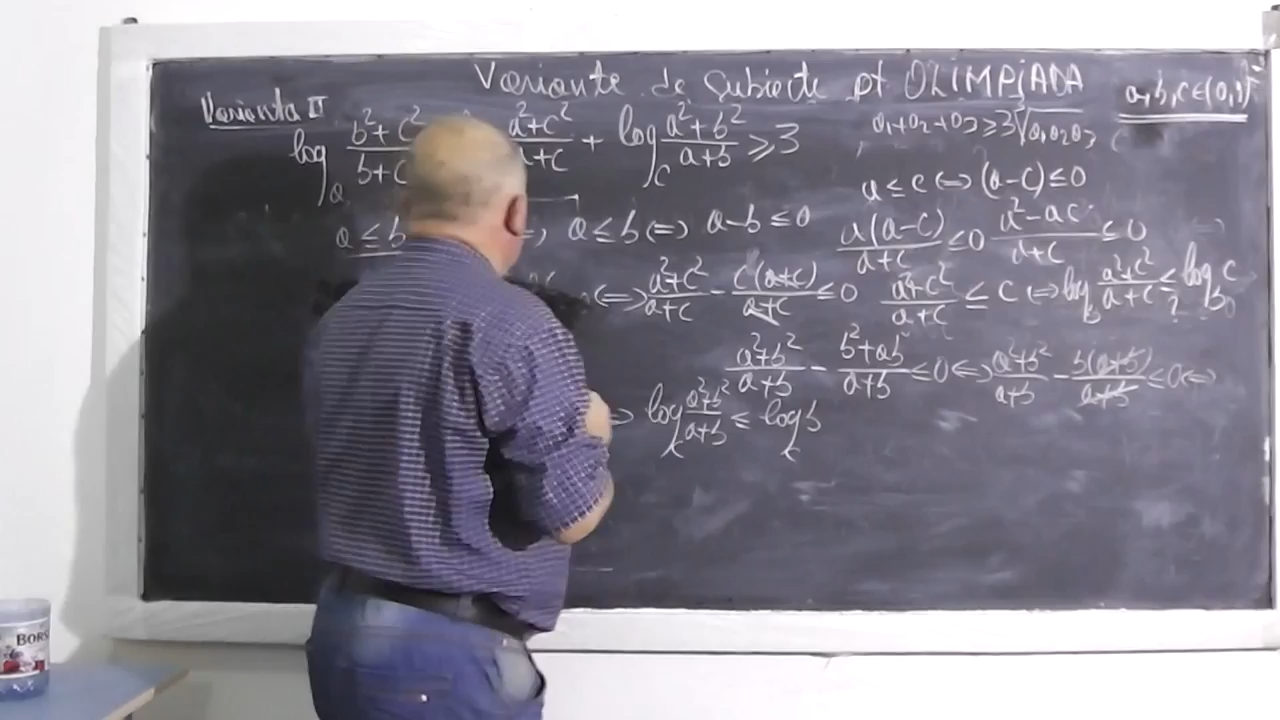 Variante de subiecte pt OLIMPiADA
Varianta II
a,b,c∈(0,1)
log_a (b²+c²)/(b+c (a²+c²)/(a+c + log_c (a²+b²)/(a+b) ≥ 3
a₁+a₂+a₃ ≥ 3∛(a₁a₂a₃)
a ≤ c ⇔ (a-c) ≤ 0
a ≤ b ⇒, a ≤ b ⇔ a-b ≤ 0
a(a-c)/(a+c) ≤ 0 (a²-ac)/(a+c) ≤ 0
⇔ (a²+c²)/(a+c) - c(a+c)/(a+c) ≤ 0 (a²+c²)/(a+c) ≤ c ⇔ log_b (a²+c²)/(a+c) ≤ log_b c
?
(a²+b²)/(a+b) - (b²+ab)/(a+b) ≤ 0 ⇔ (a²+b²)/(a+b) - b(a+b)/(a+b) ≤ 0 ⇔
⇒ log_c (a²+b²)/(a+b) ≤ log_c b
BORS